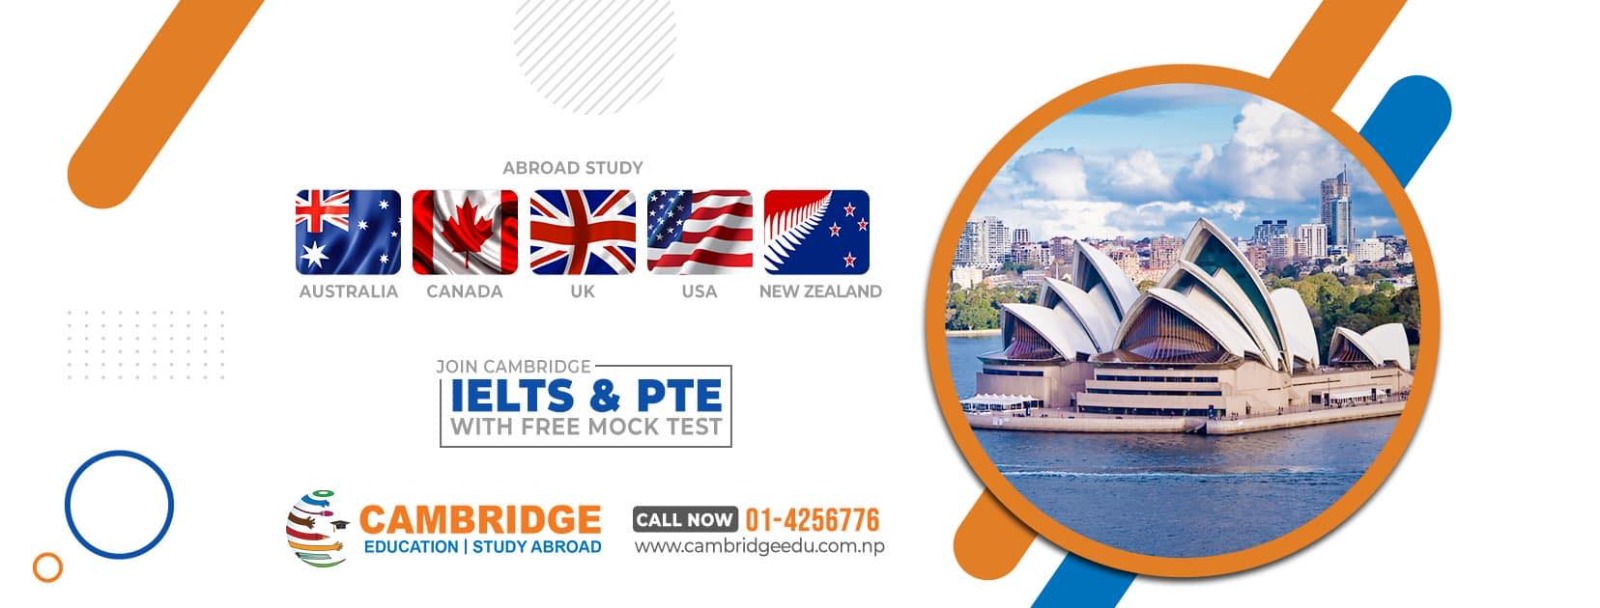 ABROAD STUDY
AUSTRALIA CANADA UK USA NEW ZEALAND
JOIN CAMBRIDGE
IELTS & PTE
WITH FREE MOCK TEST
CAMBRIDGE
EDUCATION | STUDY ABROAD
CALL NOW 01-4256776
www.cambridgeedu.com.np